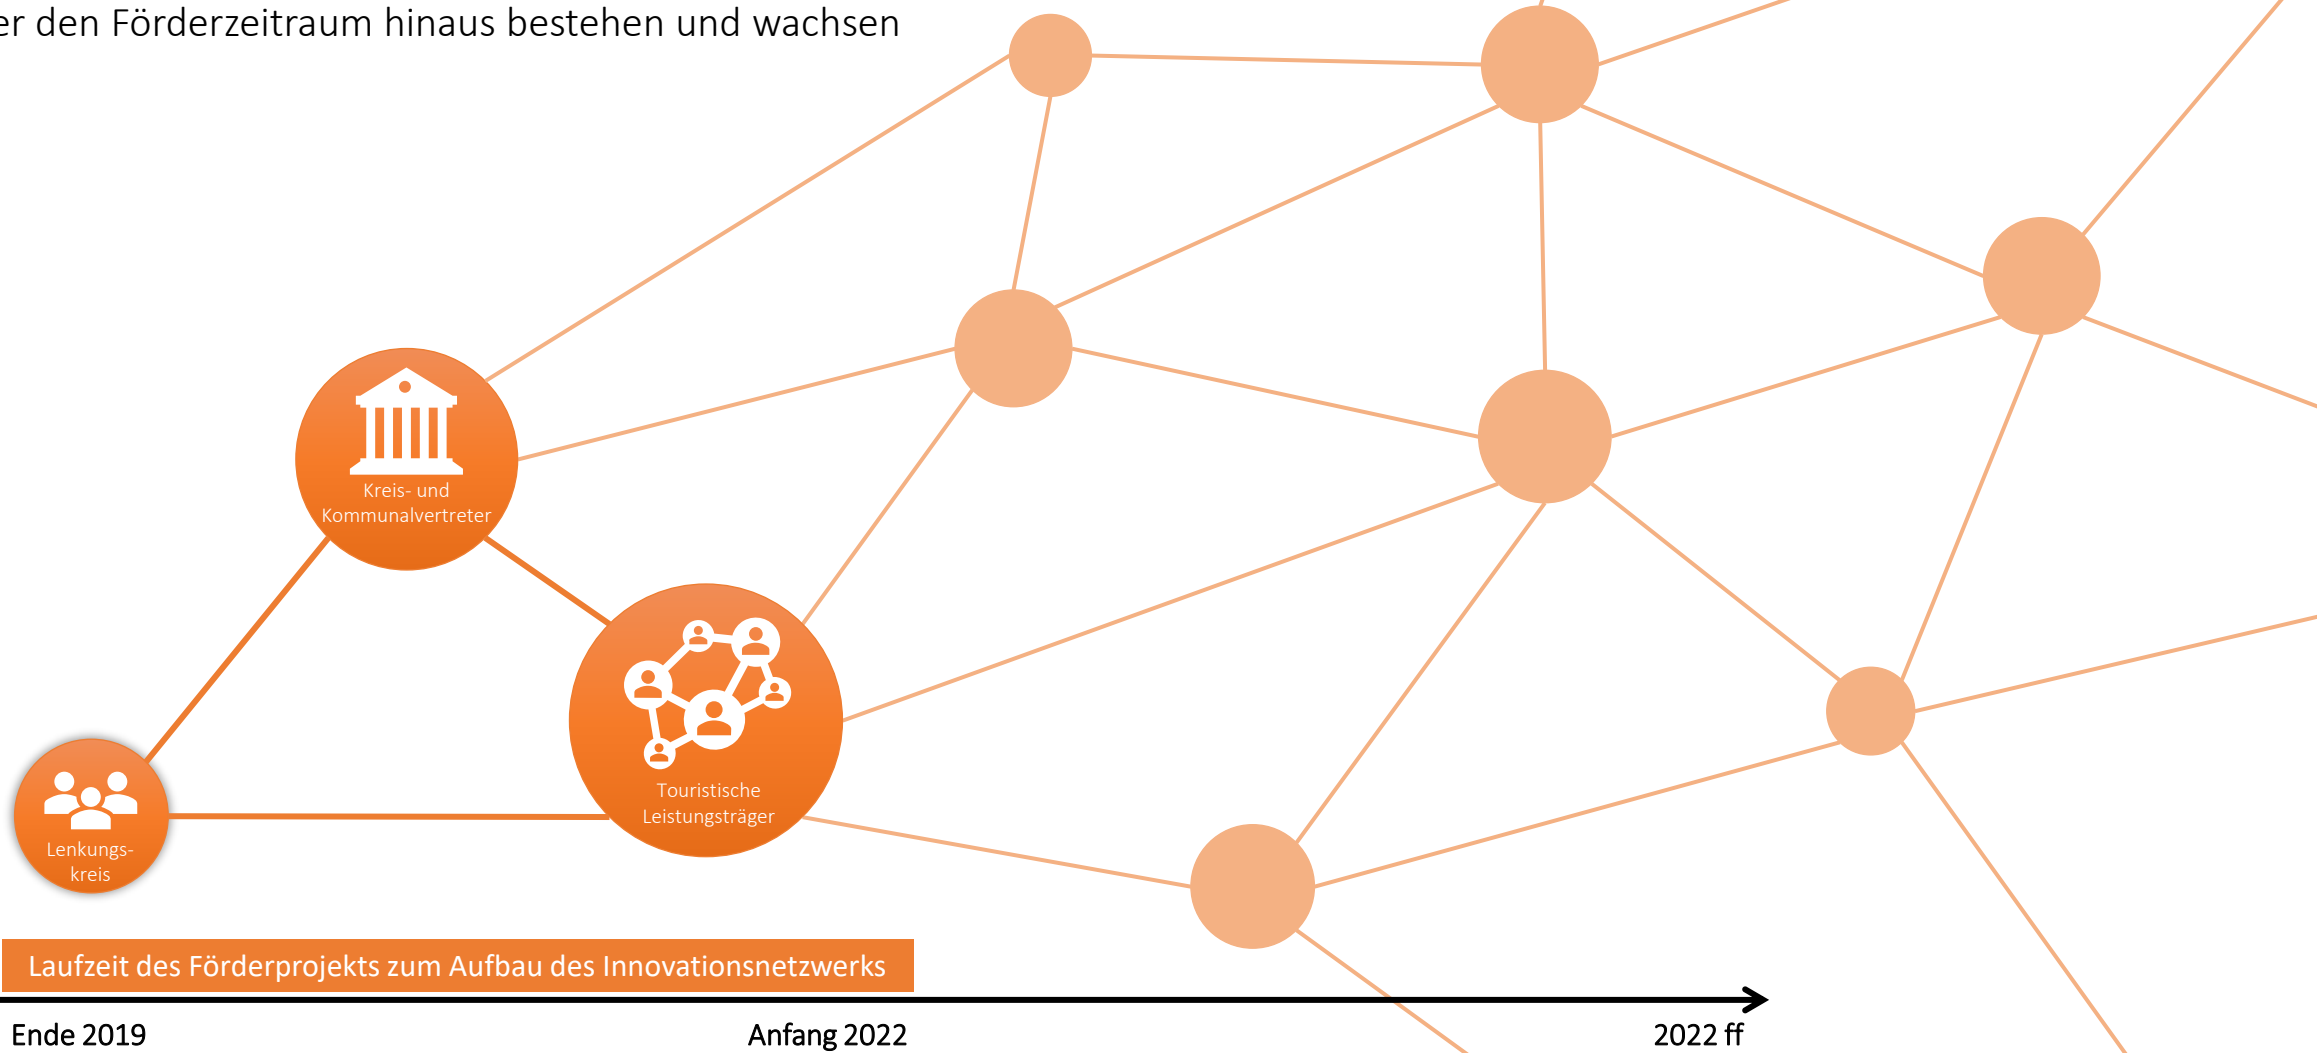 er den Förderzeitraum hinaus bestehen und wachsen
Kreis- und
Kommunalvertreter
Touristische
Leistungsträger
Lenkungs-
kreis
Laufzeit des Förderprojekts zum Aufbau des Innovationsnetzwerks
Ende 2019
Anfang 2022
2022 ff